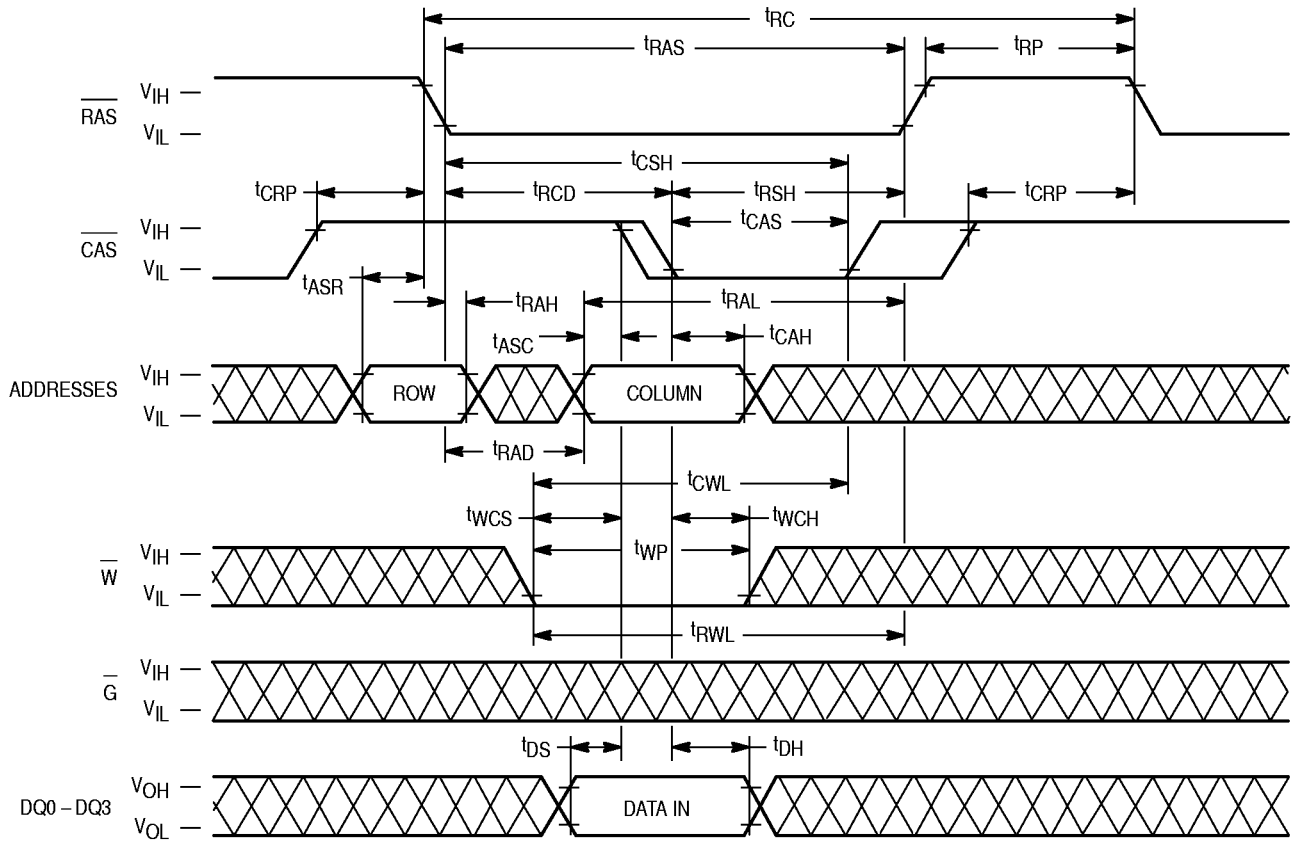 tRC
tRAS
tRP
RAS
VIH
VIL
tCSH
tCRP
tRCD
tRSH
tCRP
CAS
VIH
VIL
tCAS
tASR
tRAH
tRAL
tASC
tCAH
ADDRESSES
VIH
VIL
ROW
COLUMN
tRAD
tCWL
tWCS
tWCH
W
VIH
VIL
tWP
tRWL
G
VIH
VIL
tDS
tDH
DQ0 – DQ3
VOH
VOL
DATA IN